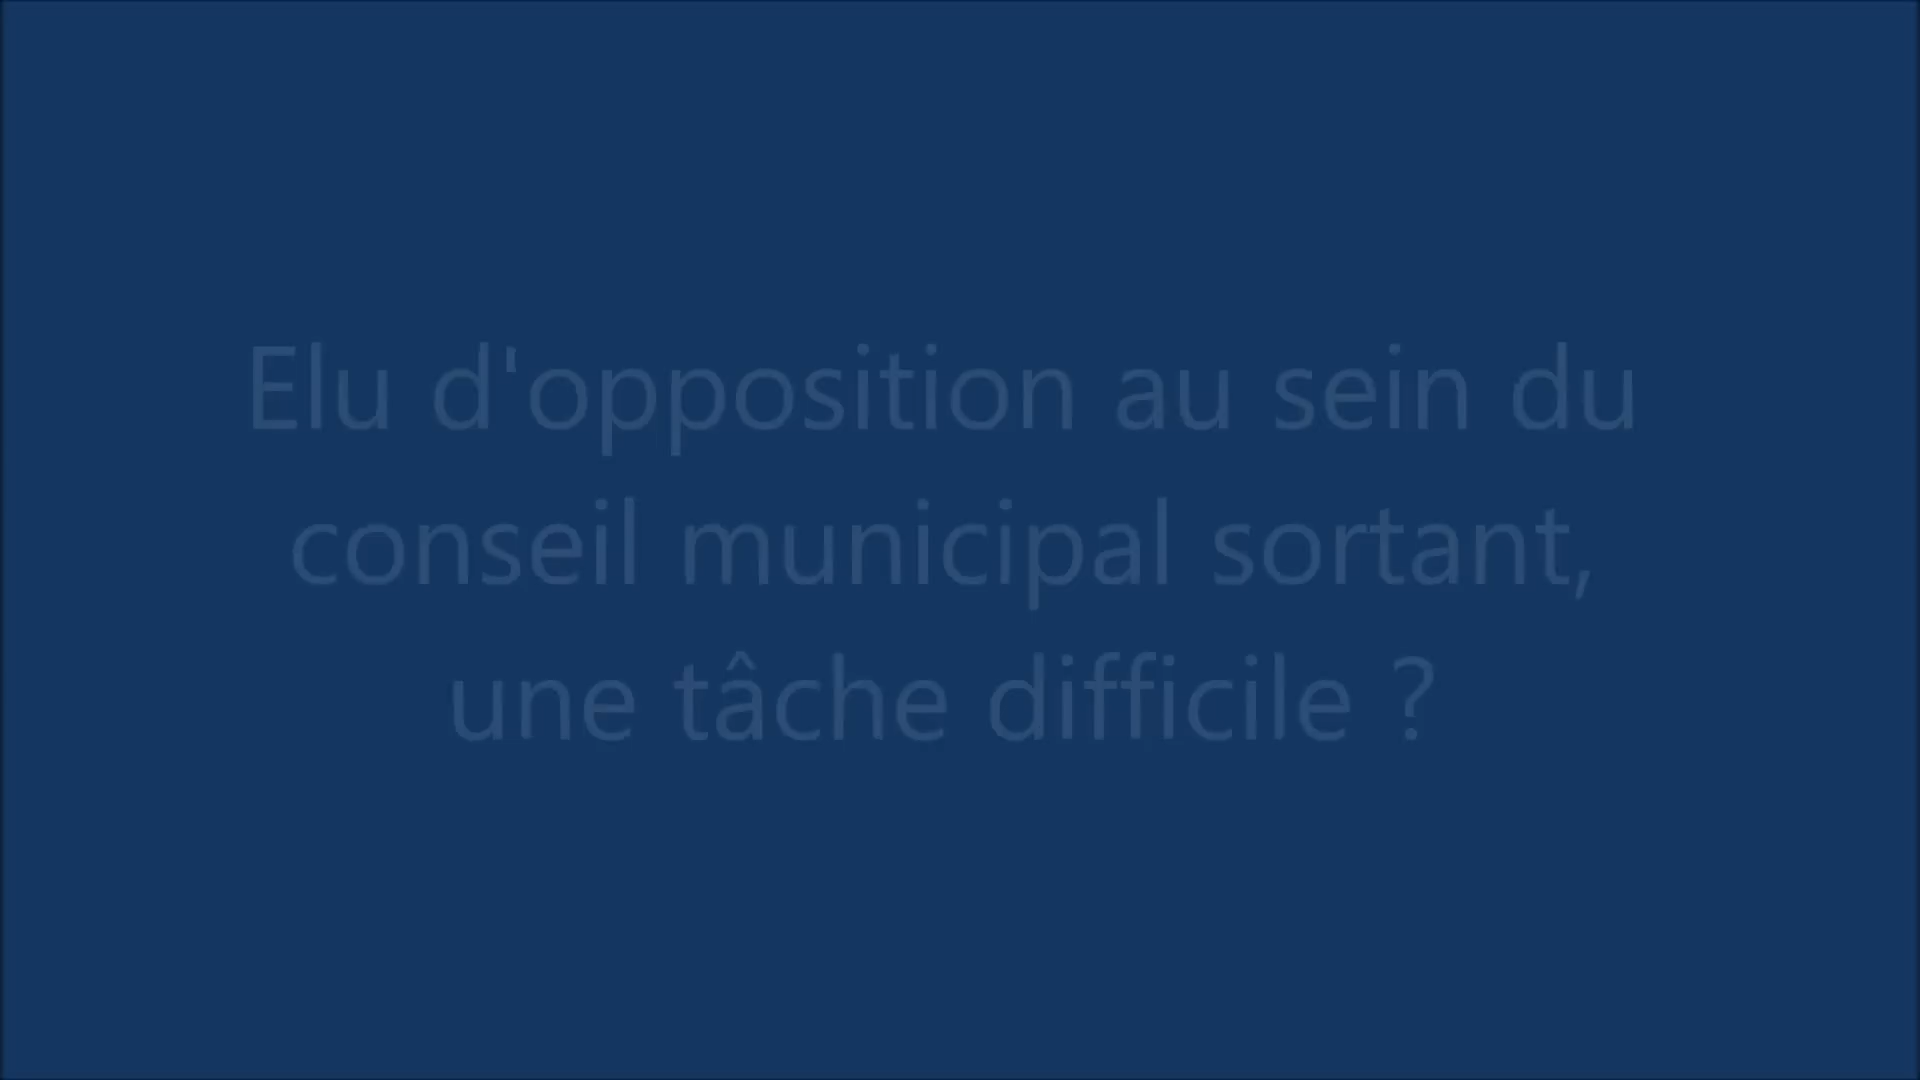 Elu d'opposition au sein du
conseil municipal sortant,
une tâche difficile ?